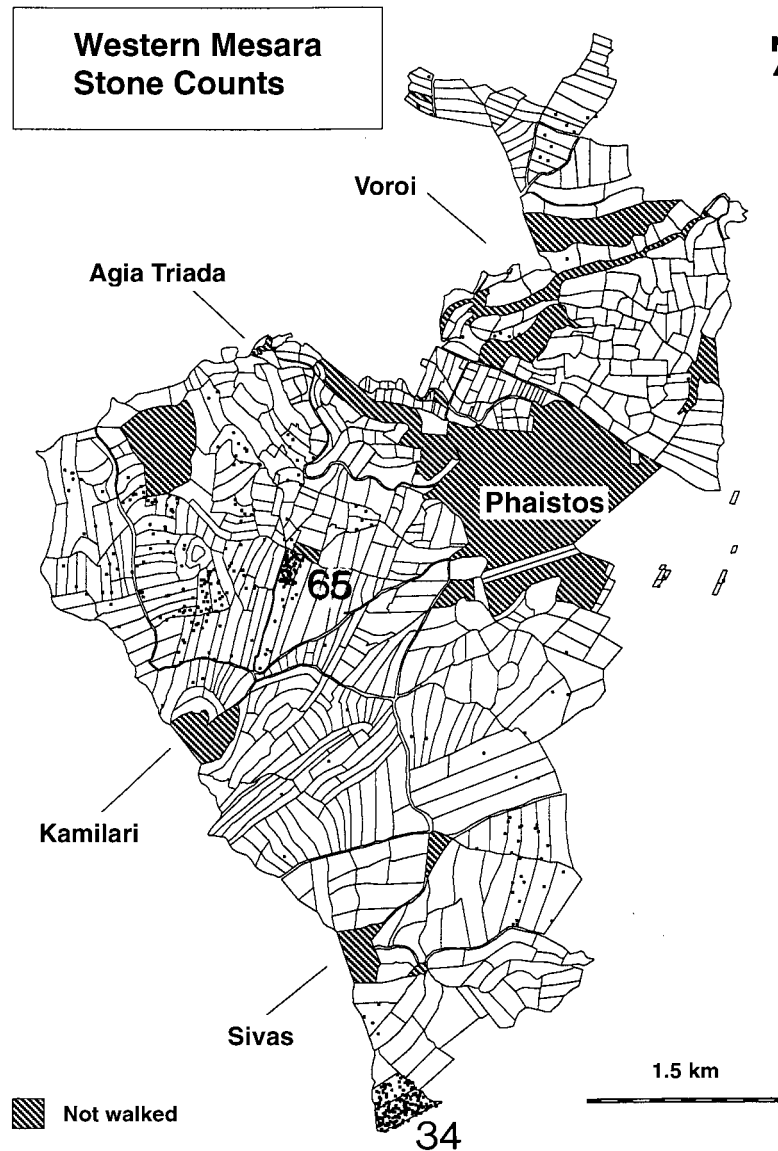 Western Mesara
Stone Counts
Voroi
Agia Triada
Phaistos
65
Kamilari
Sivas
1.5 km
Not walked
34